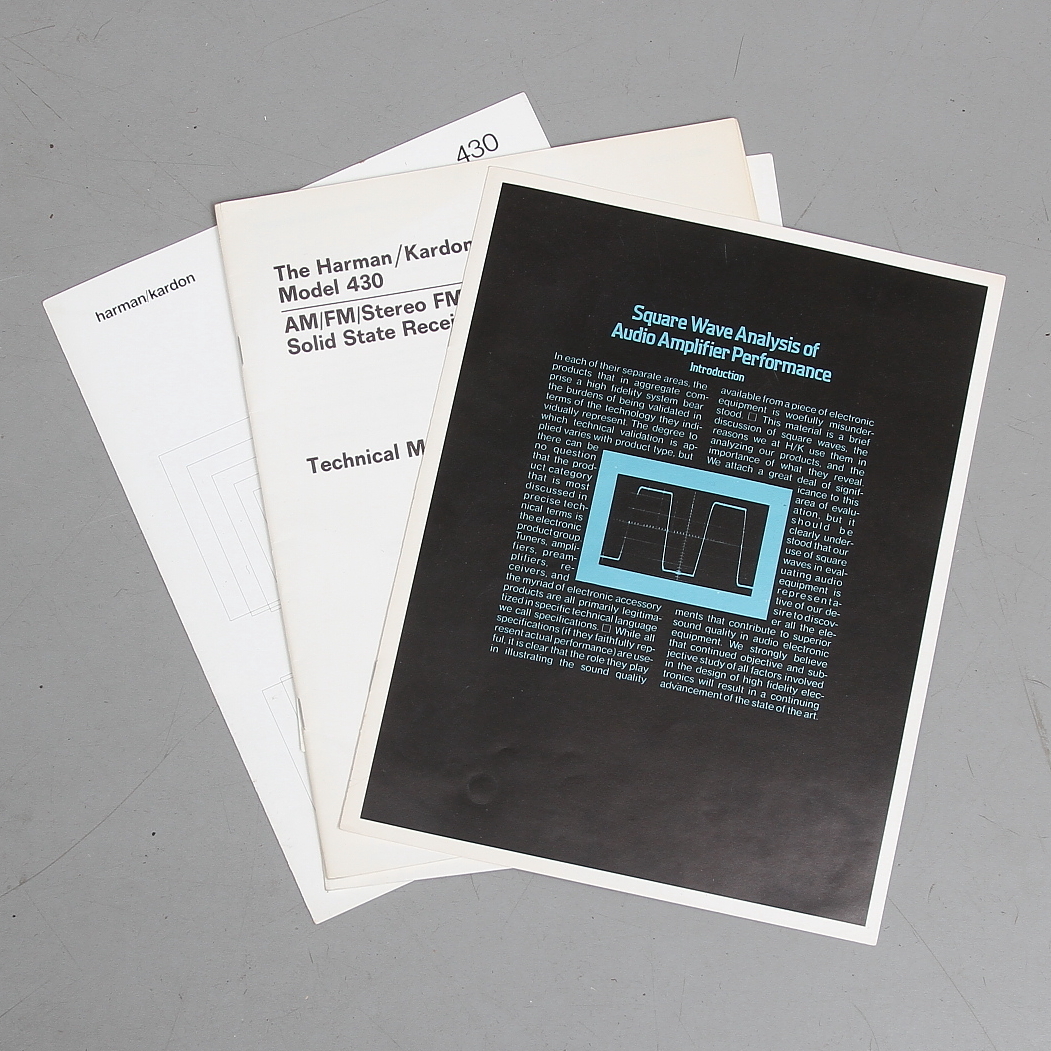 430
harman/kardon
The Harman/Kardon
Model 430
AM/FM/Stereo FM
Solid State Recei
Technical M
Square Wave Analysis of
Audio Amplifier Performance
Introduction
In each of their separate areas, the
products that in aggregate com-
prise a high fidelity system bear
the burdens of being validated in
terms of the technology they indi-
vidually represent. The degree to
which technical validation is ap-
plied varies with product type, but
there can be
no question
that the prod-
uct category
that is most
discussed in
precise tech-
nical terms is
the electronic
product group
Tuners, ampli-
fiers, pream-
plifiers, re-
ceivers, and
the myriad of electronic accessory
products are all primarily legitima-
lized in specific technical language
we call specifications. □ While all
specifications (if they faithfully rep-
resent actual performance) are use-
ful, it is clear that the role they play
in illustrating the sound quality
available from a piece of electronic
equipment is woefully misunder-
stood. □ This material is a brief
discussion of square waves, the
reasons we at H/K use them in
analyzing our products, and the
importance of what they reveal.
We attach a great deal of signif-
icance to this
area of evalu-
ation, but it
should be
clearly under-
stood that our
use of square
waves in eval-
uating audio
equipment is
representa-
tive of our de-
sire to discov-
er all the ele-
ments that contribute to superior
sound quality in audio electronic
equipment. We strongly believe
that continued objective and sub-
jective study of all factors involved
in the design of high fidelity elec-
tronics will result in a continuing
advancement of the state of the art.